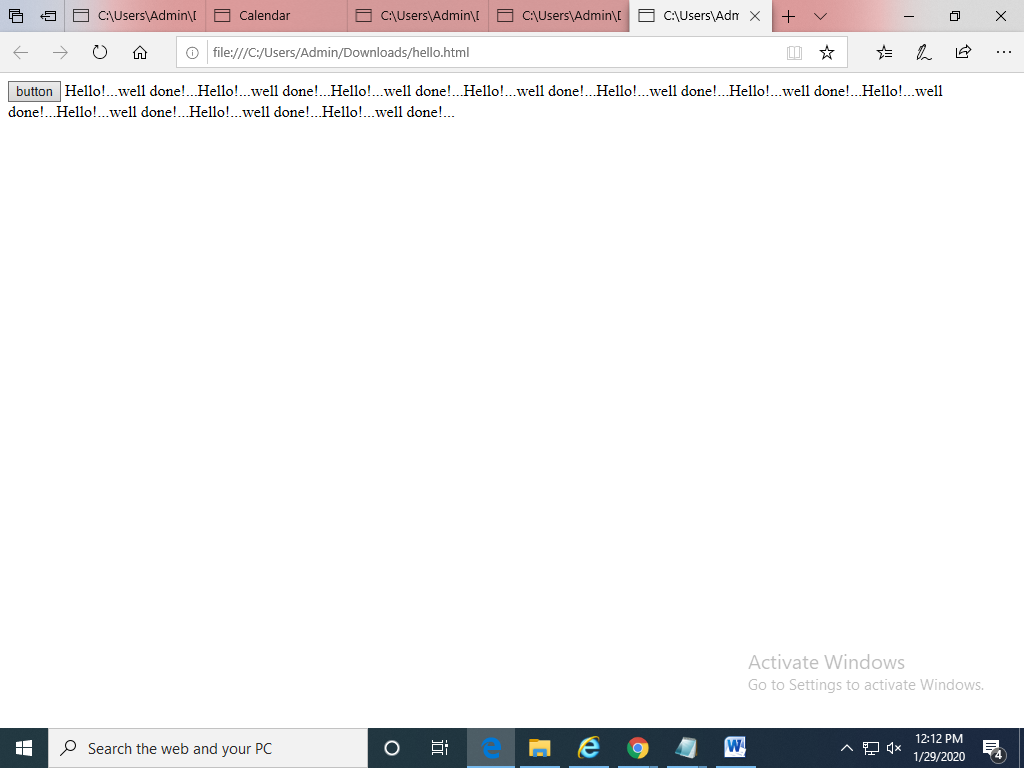 C:\Users\Admin\D
Calendar
C:\Users\Admin\D
C:\Users\Admin\D
C:\Users\Adm
file:///C:/Users/Admin/Downloads/hello.html
button Hello!...well done!...Hello!...well done!...Hello!...well done!...Hello!...well done!...Hello!...well done!...Hello!...well done!...Hello!...well
done!...Hello!...well done!...Hello!...well done!...Hello!...well done!...
Activate Windows
Go to Settings to activate Windows.
Search the web and your PC
12:12 PM
1/29/2020
4